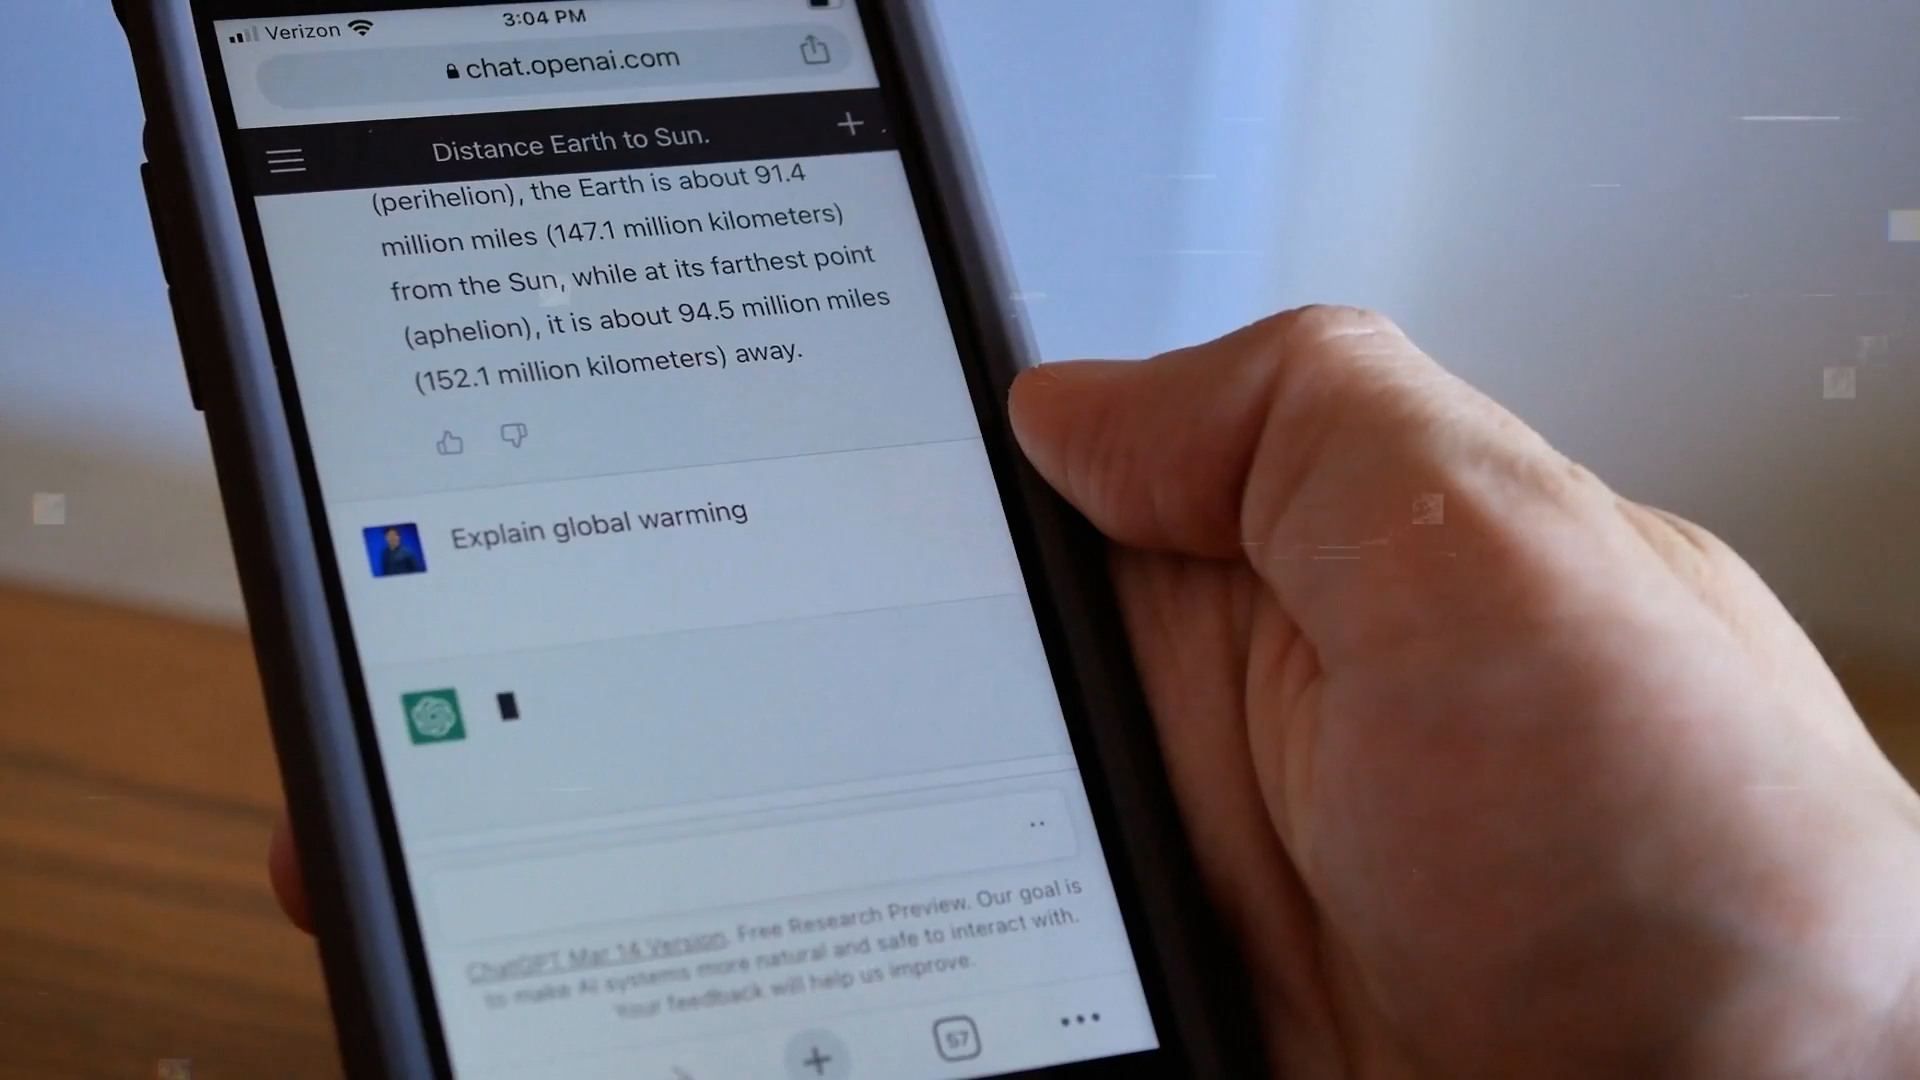 Verizon
3:04 PM
chat.openai.com
Distance Earth to Sun.
(perihelion), the Earth is about 91.4
million miles (147.1 million kilometers)
from the Sun, while at its farthest point
(aphelion), it is about 94.5 million miles
(152.1 million kilometers) away.
Explain global warming
ChatGPT Mar 14 Version. Free Research Preview. Our goal is
to make AI systems more natural and safe to interact with.
Your feedback will help us improve.
57